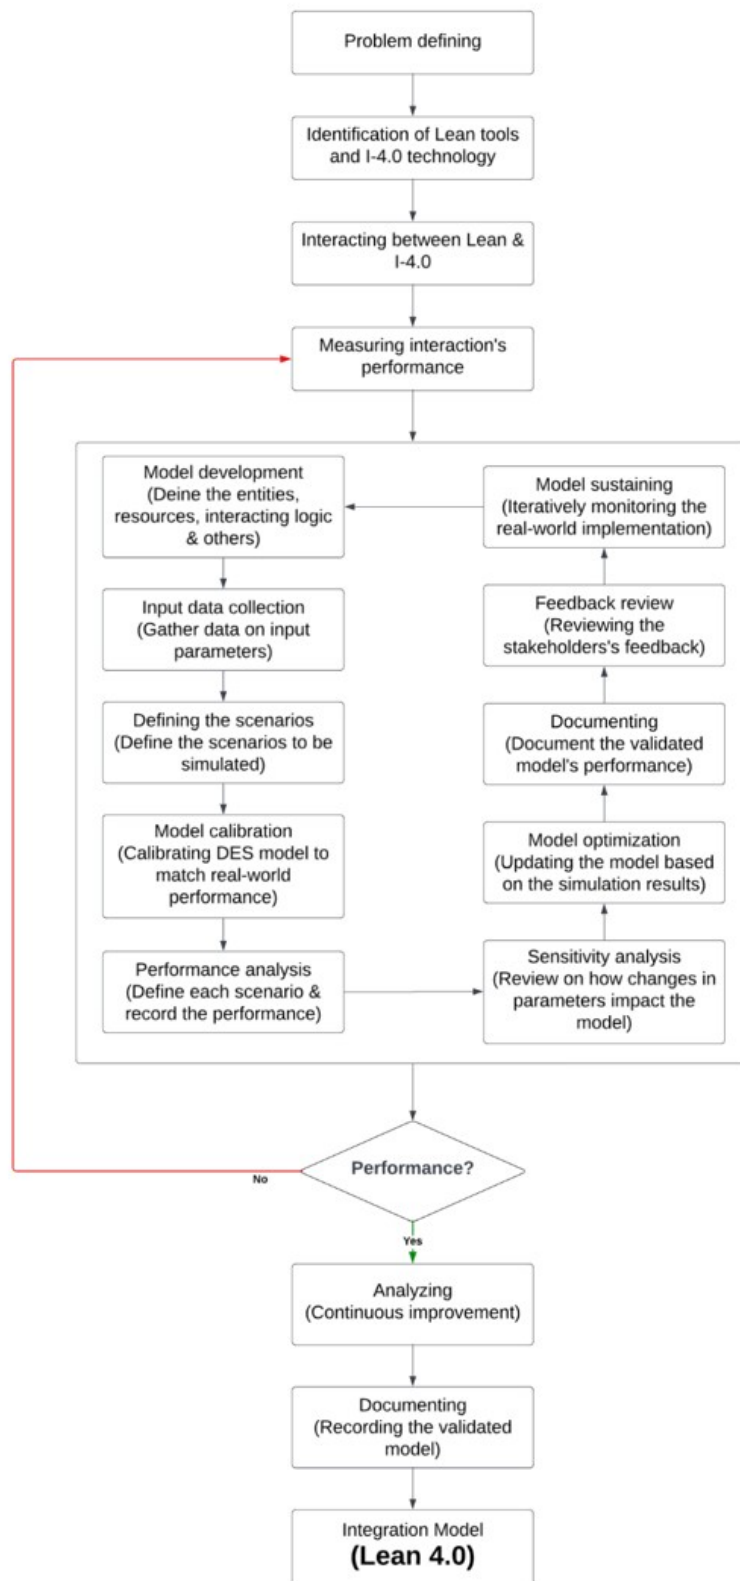 Problem defining
Identification of Lean tools
and I-4.0 technology
Interacting between Lean &
I-4.0
Measuring interaction's
performance
Model development
(Deine the entities,
resources, interacting logic
& others)
Input data collection
(Gather data on input
parameters)
Defining the scenarios
(Define the scenarios to be
simulated)
Model calibration
(Calibrating DES model to
match real-world
performance)
Performance analysis
(Define each scenario &
record the performance)
Model sustaining
(Iteratively monitoring the
real-world implementation)
Feedback review
(Reviewing the
stakeholders's feedback)
Documenting
(Document the validated
model's performance)
Model optimization
(Updating the model based
on the simulation results)
Sensitivity analysis
(Review on how changes in
parameters impact the
model)
Performance?
No
Yes
Analyzing
(Continuous improvement)
Documenting
(Recording the validated
model)
Integration Model
(Lean 4.0)